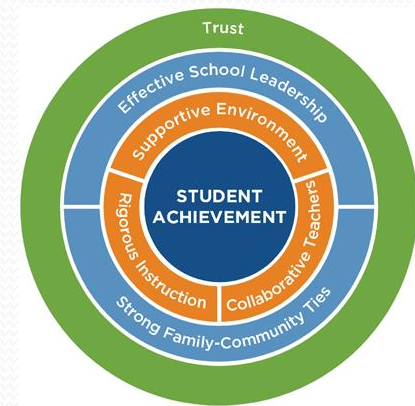 Trust
Effective School Leadership
Supportive Environment
STUDENT
ACHIEVEMENT
Rigorous Instruction
Collaborative Teachers
Strong Family-Community Ties